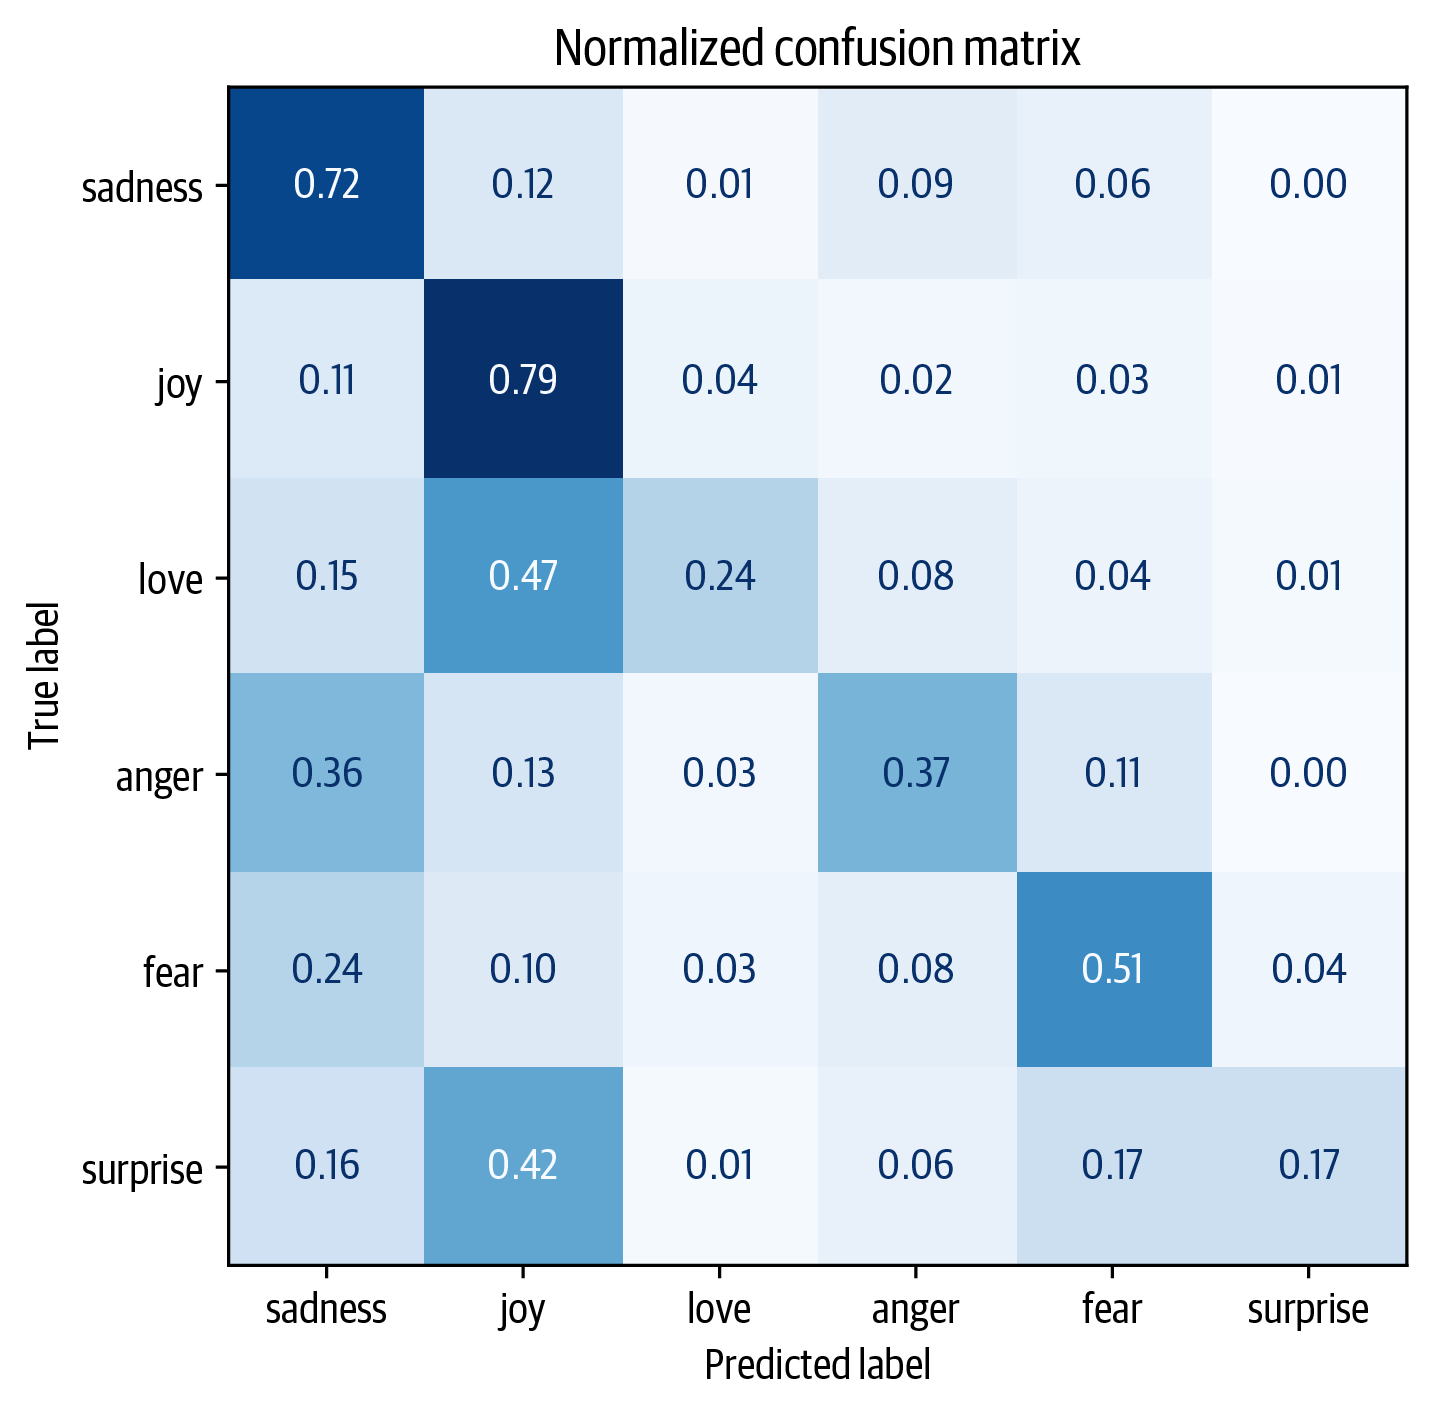 Normalized confusion matrix
True label
sadness 0.72 0.12 0.01 0.09 0.06 0.00
joy 0.11 0.79 0.04 0.02 0.03 0.01
love 0.15 0.47 0.24 0.08 0.04 0.01
anger 0.36 0.13 0.03 0.37 0.11 0.00
fear 0.24 0.10 0.03 0.08 0.51 0.04
surprise 0.16 0.42 0.01 0.06 0.17 0.17
sadness joy love anger fear surprise
Predicted label